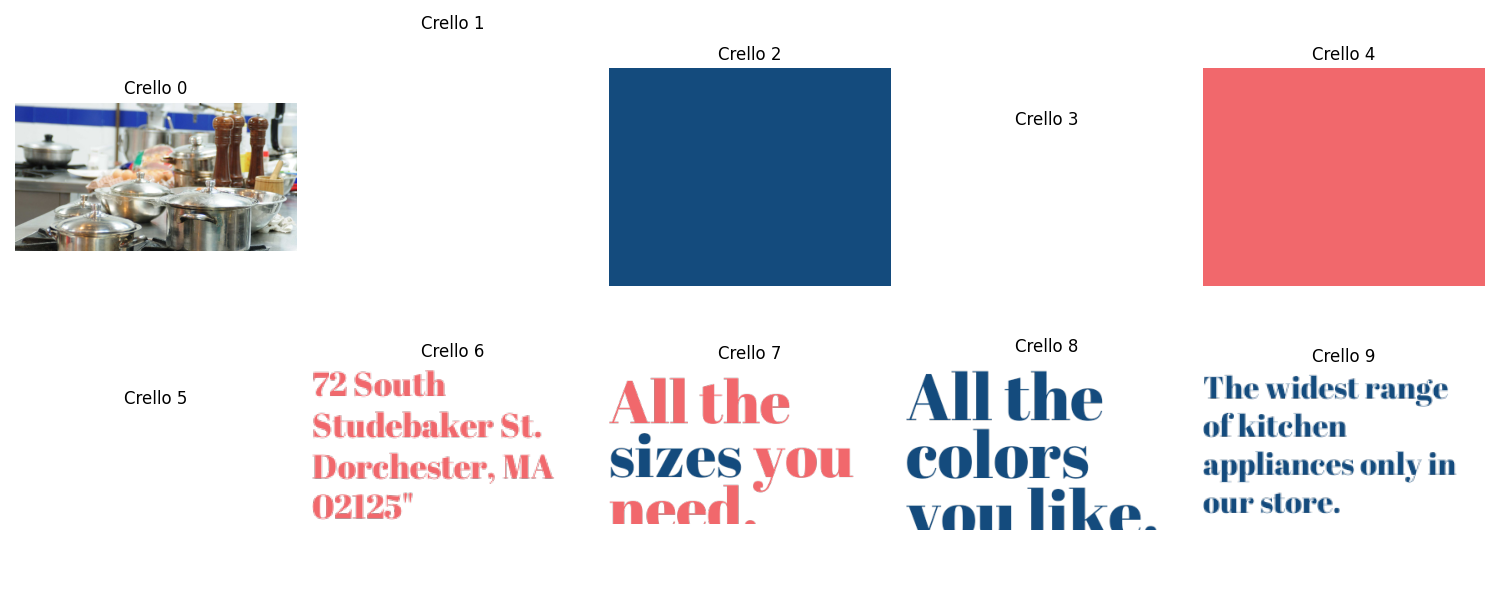 Crello 0
Crello 1
Crello 2
Crello 3
Crello 4
Crello 5
Crello 6
72 South
Studebaker St.
Dorchester, MA
02125"
Crello 7
All the
sizes you
need.
Crello 8
All the
colors
you like.
Crello 9
The widest range
of kitchen
appliances only in
our store.